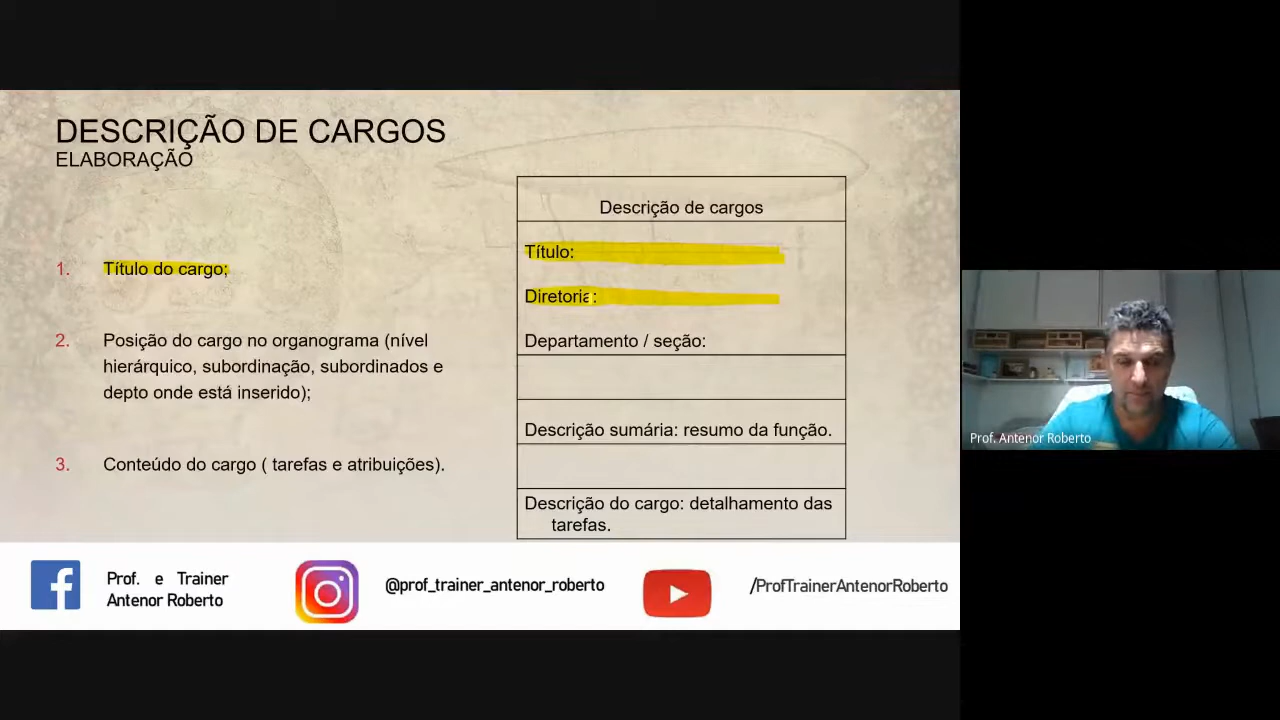 DESCRIÇÃO DE CARGOS
ELABORAÇÃO
1. Título do cargo;
2. Posição do cargo no organograma (nível
hierárquico, subordinação, subordinados e
depto onde está inserido);
3. Conteúdo do cargo ( tarefas e atribuições).
Descrição de cargos
Título:
Diretoria:
Departamento / seção:
Descrição sumária: resumo da função.
Descrição do cargo: detalhamento das
tarefas.
Prof. Antenor Roberto
Prof. e Trainer
Antenor Roberto
@prof_trainer_antenor_roberto
/ProfTrainerAntenorRoberto